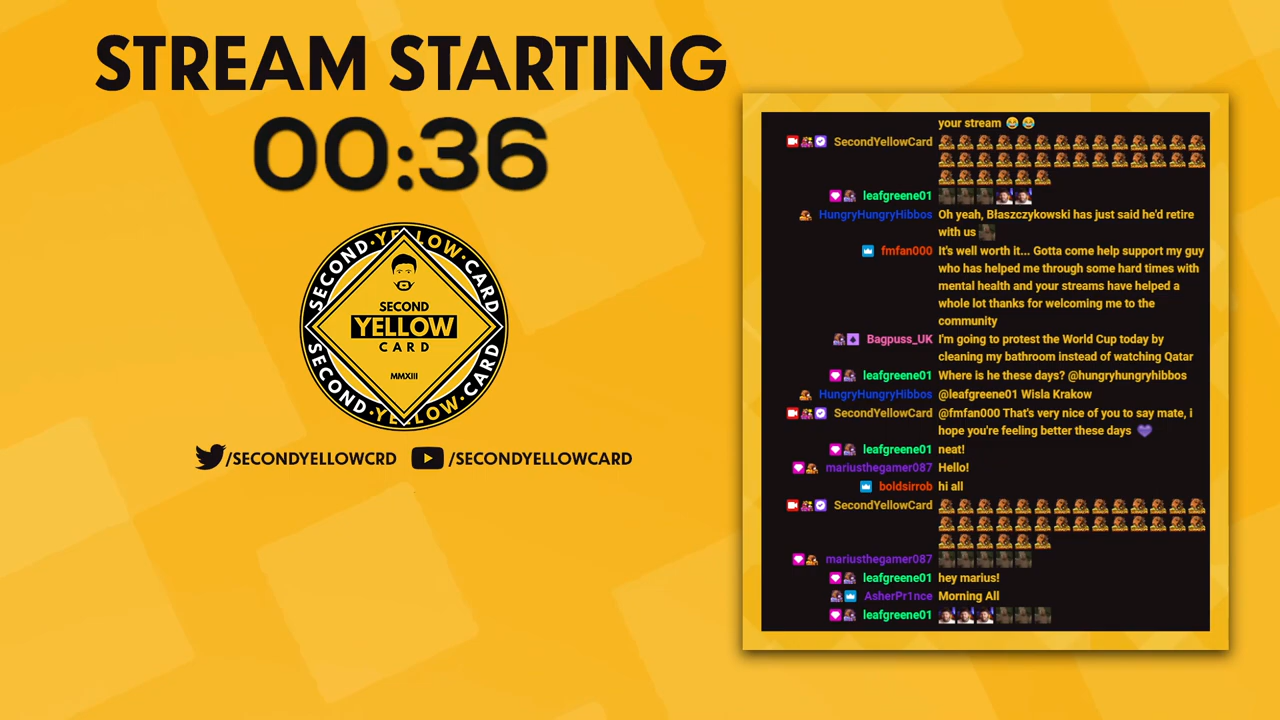 STREAM STARTING
00:36
SECOND·YELLOW·CARD
SECOND
YELLOW
CARD
MMXIII
SECOND·YELLOW·CARD
/SECONDYELLOWCRD /SECONDYELLOWCARD
your stream 😂 😂
SecondYellowCard
leafgreene01
HungryHungryHibbos Oh yeah, Błaszczykowski has just said he'd retire
with us
fmfan000 It's well worth it... Gotta come help support my guy
who has helped me through some hard times with
mental health and your streams have helped a
whole lot thanks for welcoming me to the
community
Bagpuss_UK I'm going to protest the World Cup today by
cleaning my bathroom instead of watching Qatar
leafgreene01 Where is he these days? @hungryhungryhibbos
HungryHungryHibbos @leafgreene01 Wisla Krakow
SecondYellowCard @fmfan000 That's very nice of you to say mate, i
hope you're feeling better these days 💜
leafgreene01 neat!
mariusthegamer087 Hello!
boldsirrob hi all
SecondYellowCard
mariusthegamer087
leafgreene01 hey marius!
AsherPr1nce Morning All
leafgreene01